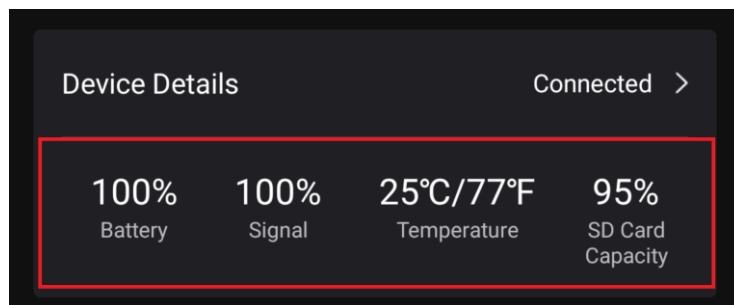 Device Details Connected >
100% 100% 25℃/77℉ 95%
Battery Signal Temperature SD Card
Capacity